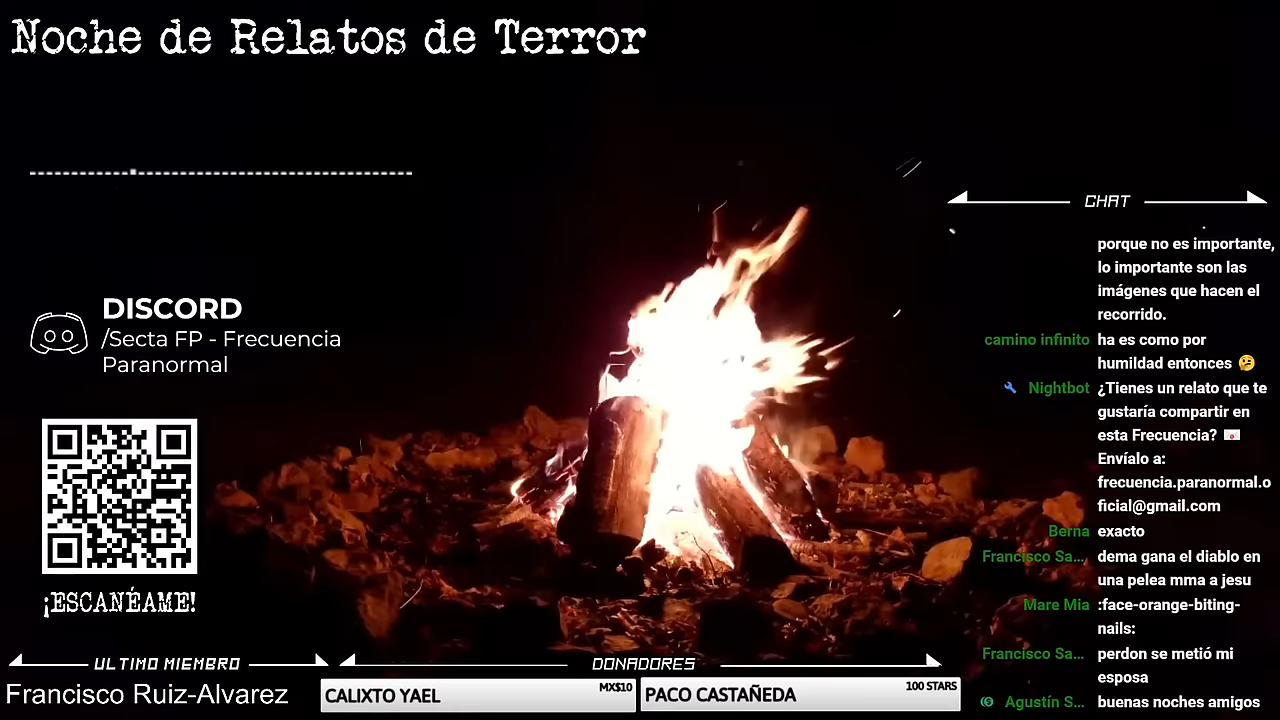 Noche de Relatos de Terror
CHAT
porque no es importante,
lo importante son las
imágenes que hacen el
recorrido.
camino infinito ha es como por
humildad entonces 🤔
Nightbot ¿Tienes un relato que te
gustaría compartir en
esta Frecuencia? 💌
Envíalo a:
frecuencia.paranormal.o
ficial@gmail.com
Berna exacto
Francisco Sa... dema gana el diablo en
una pelea mma a jesu
Mare Mia :face-orange-biting-
nails:
Francisco Sa... perdon se metió mi
esposa
Agustín S... buenas noches amigos
DISCORD
/Secta FP - Frecuencia
Paranormal
¡ESCANÉAME!
ULTIMO MIEMBRO
Francisco Ruiz-Alvarez
DONADORES
CALIXTO YAEL MX$10
PACO CASTAÑEDA 100 STARS